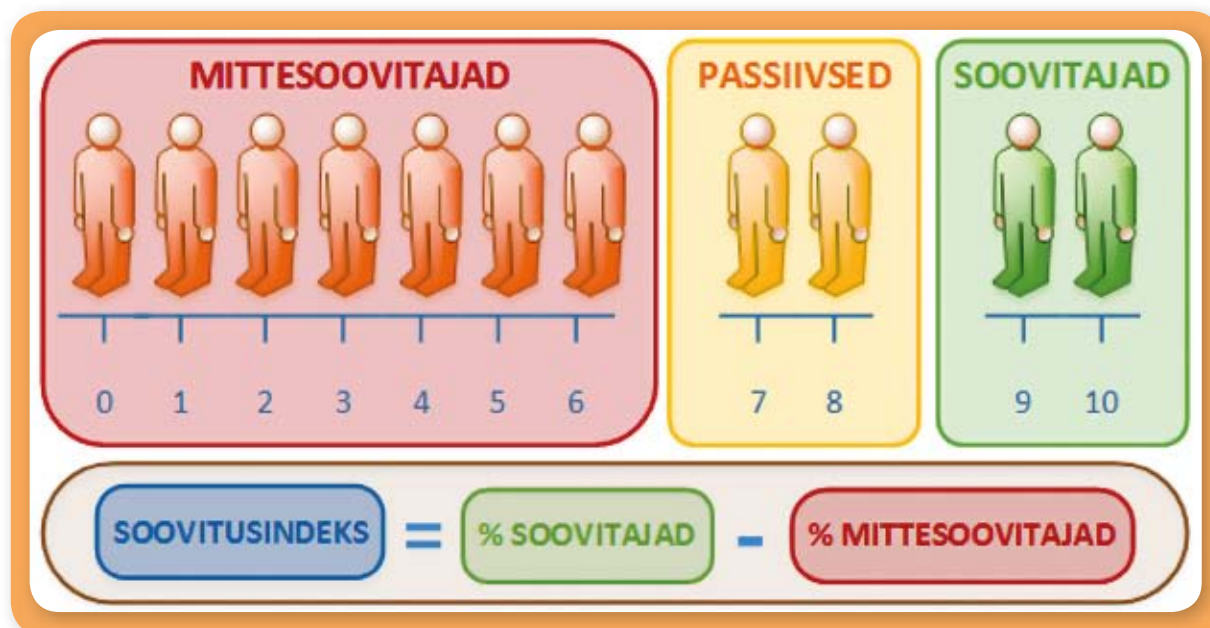 MITTESOOVITAJAD
0 1 2 3 4 5 6
PASSIIVSED
7 8
SOOVITAJAD
9 10
SOOVITUSINDEKS = % SOOVITAJAD - % MITTESOOVITAJAD